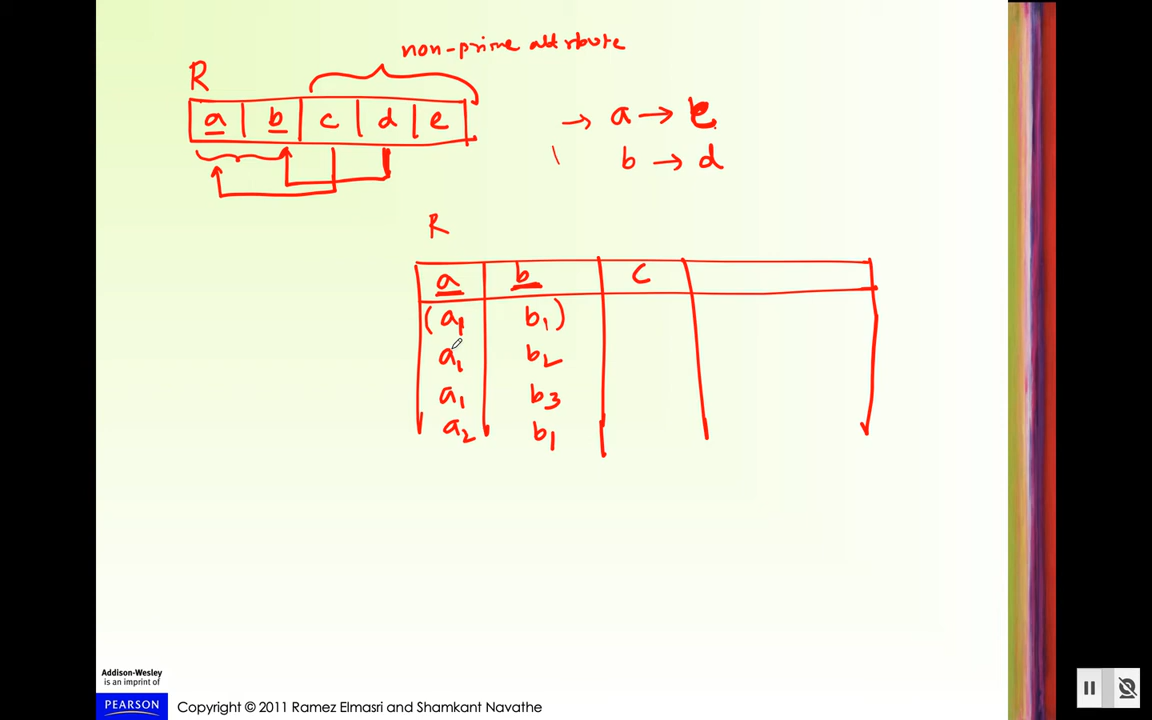 non-prime attribute
R
a b c d e
→ a → e
b → d
R
a b c
(a1 b1)
a1 b2
a1 b3
a2 b1
Addison-Wesley
is an imprint of
PEARSON
Copyright © 2011 Ramez Elmasri and Shamkant Navathe